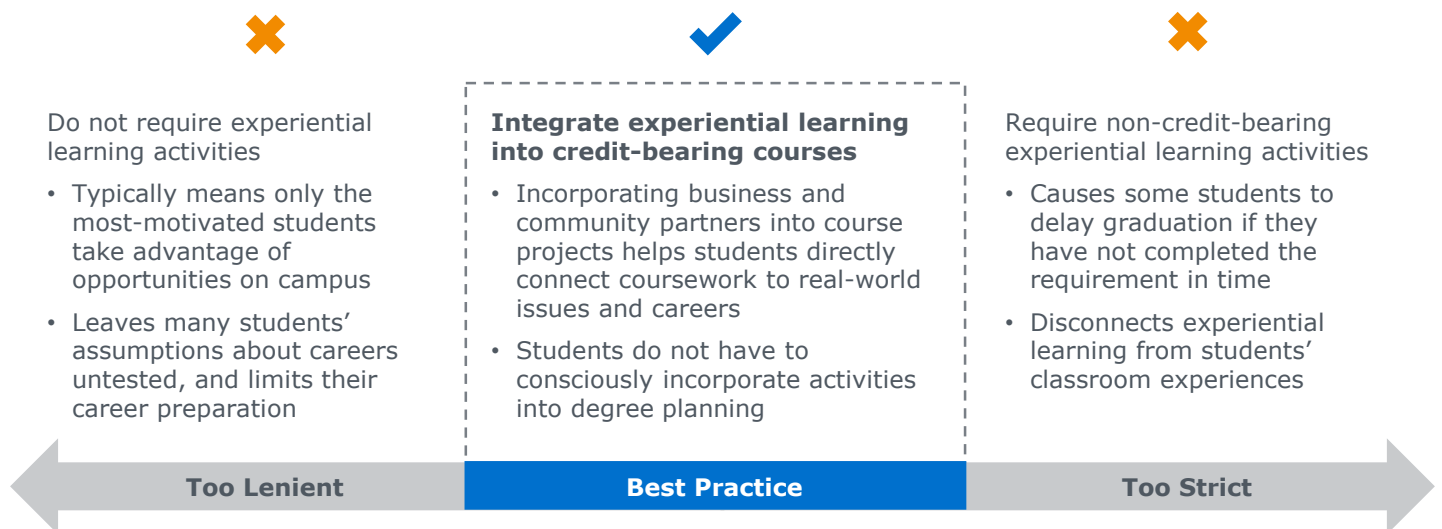 Do not require experiential
learning activities
• Typically means only the
most-motivated students
take advantage of
opportunities on campus
• Leaves many students’
assumptions about careers
untested, and limits their
career preparation
Integrate experiential learning
into credit-bearing courses
• Incorporating business and
community partners into course
projects helps students directly
connect coursework to real-world
issues and careers
• Students do not have to
consciously incorporate activities
into degree planning
Require non-credit-bearing
experiential learning activities
• Causes some students to
delay graduation if they
have not completed the
requirement in time
• Disconnects experiential
learning from students’
classroom experiences
Too Lenient
Best Practice
Too Strict